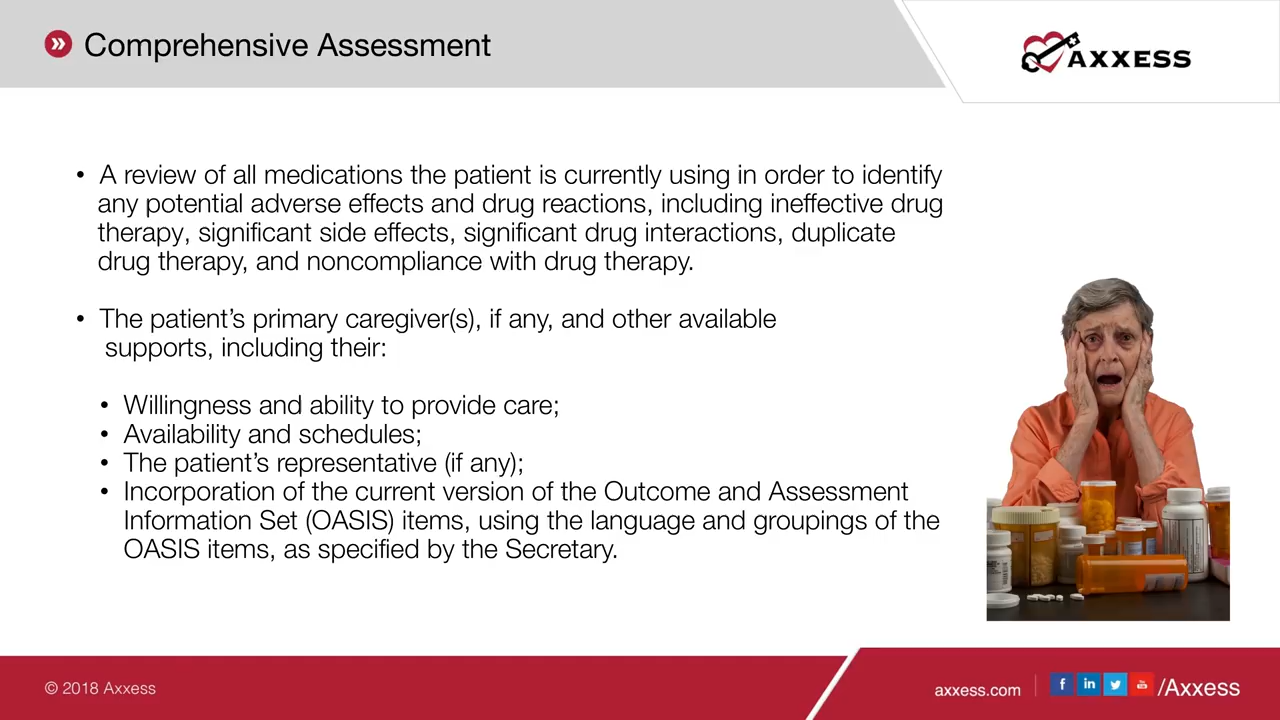 Comprehensive Assessment
AXXESS
• A review of all medications the patient is currently using in order to identify
any potential adverse effects and drug reactions, including ineffective drug
therapy, significant side effects, significant drug interactions, duplicate
drug therapy, and noncompliance with drug therapy.
• The patient’s primary caregiver(s), if any, and other available
supports, including their:
• Willingness and ability to provide care;
• Availability and schedules;
• The patient’s representative (if any);
• Incorporation of the current version of the Outcome and Assessment
Information Set (OASIS) items, using the language and groupings of the
OASIS items, as specified by the Secretary.
© 2018 Axxess
axxess.com
/Axxess